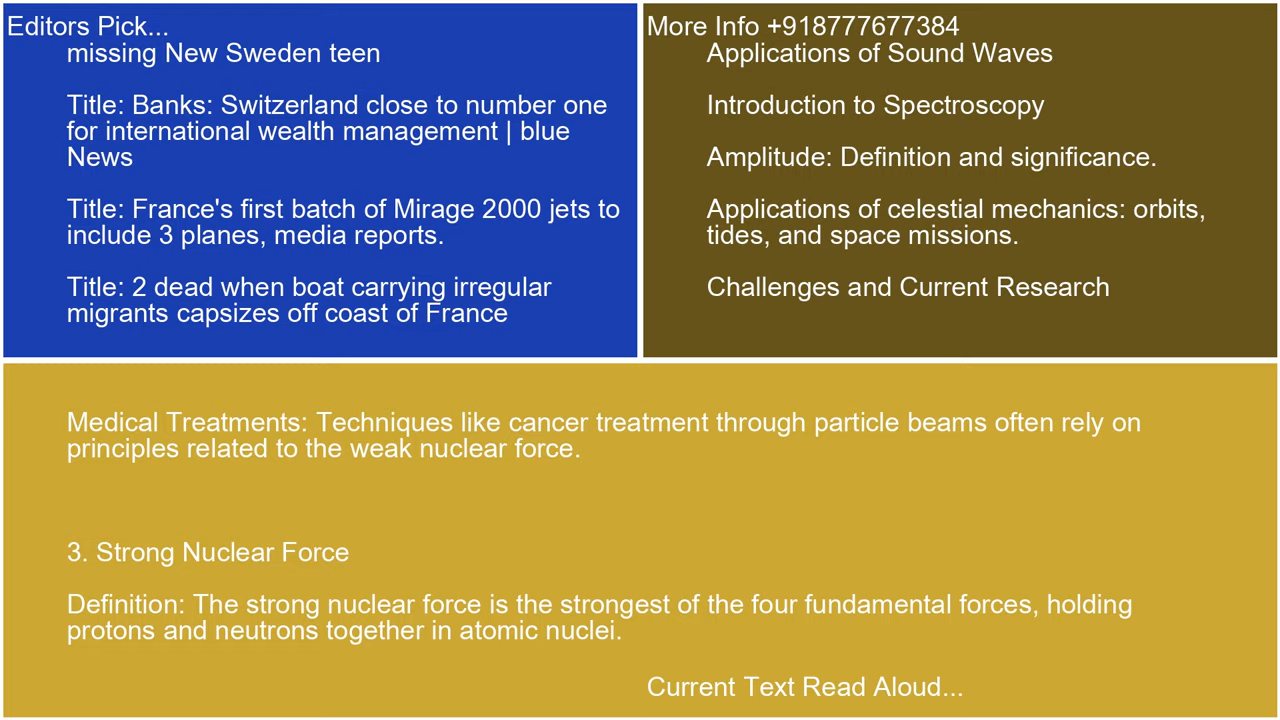 Editors Pick...
missing New Sweden teen
Title: Banks: Switzerland close to number one
for international wealth management | blue
News
Title: France's first batch of Mirage 2000 jets to
include 3 planes, media reports.
Title: 2 dead when boat carrying irregular
migrants capsizes off coast of France
More Info +918777677384
Applications of Sound Waves
Introduction to Spectroscopy
Amplitude: Definition and significance.
Applications of celestial mechanics: orbits,
tides, and space missions.
Challenges and Current Research
Medical Treatments: Techniques like cancer treatment through particle beams often rely on
principles related to the weak nuclear force.
3. Strong Nuclear Force
Definition: The strong nuclear force is the strongest of the four fundamental forces, holding
protons and neutrons together in atomic nuclei.
Current Text Read Aloud...